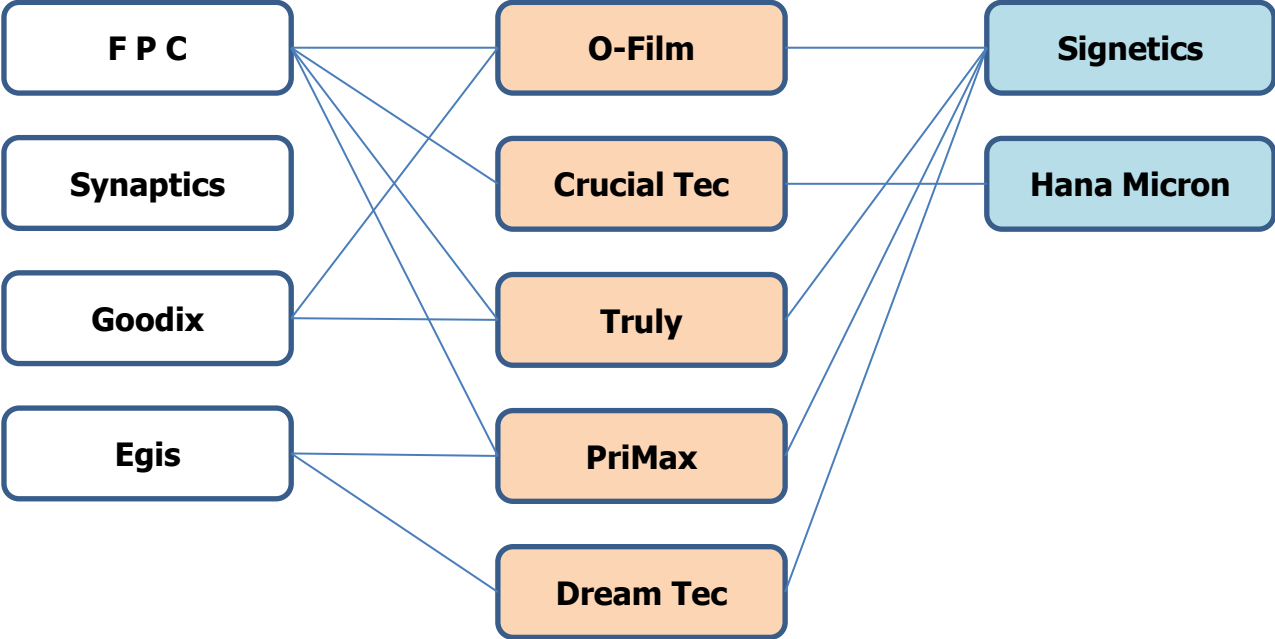 F P C
O-Film
Signetics
Synaptics
Crucial Tec
Hana Micron
Goodix
Truly
Egis
PriMax
Dream Tec